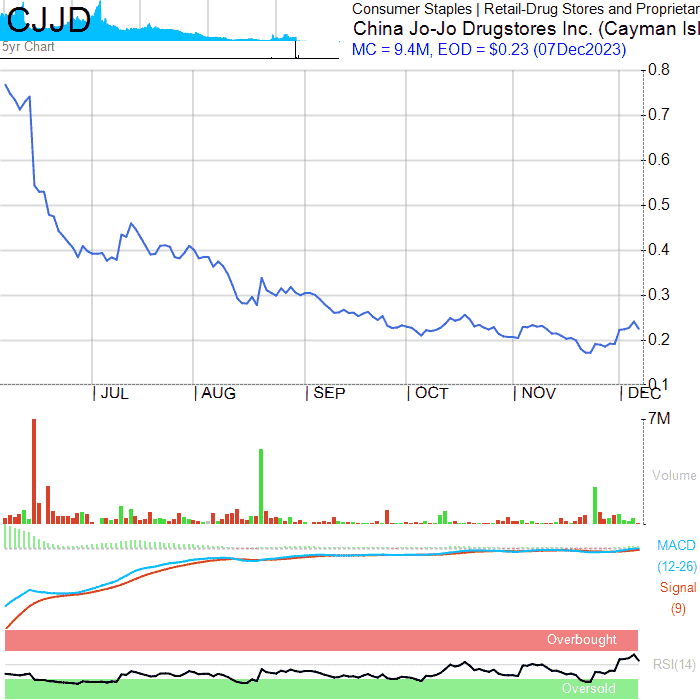 CJJD
5yr Chart
Consumer Staples | Retail-Drug Stores and Proprietar
China Jo-Jo Drugstores Inc. (Cayman Isl
MC = 9.4M, EOD = $0.23 (07Dec2023)
0.8
0.7
0.6
0.5
0.4
0.3
0.2
0.1
JUL
AUG
SEP
OCT
NOV
DEC
7M
Volume
MACD
(12-26)
Signal
(9)
Overbought
RSI(14)
Oversold